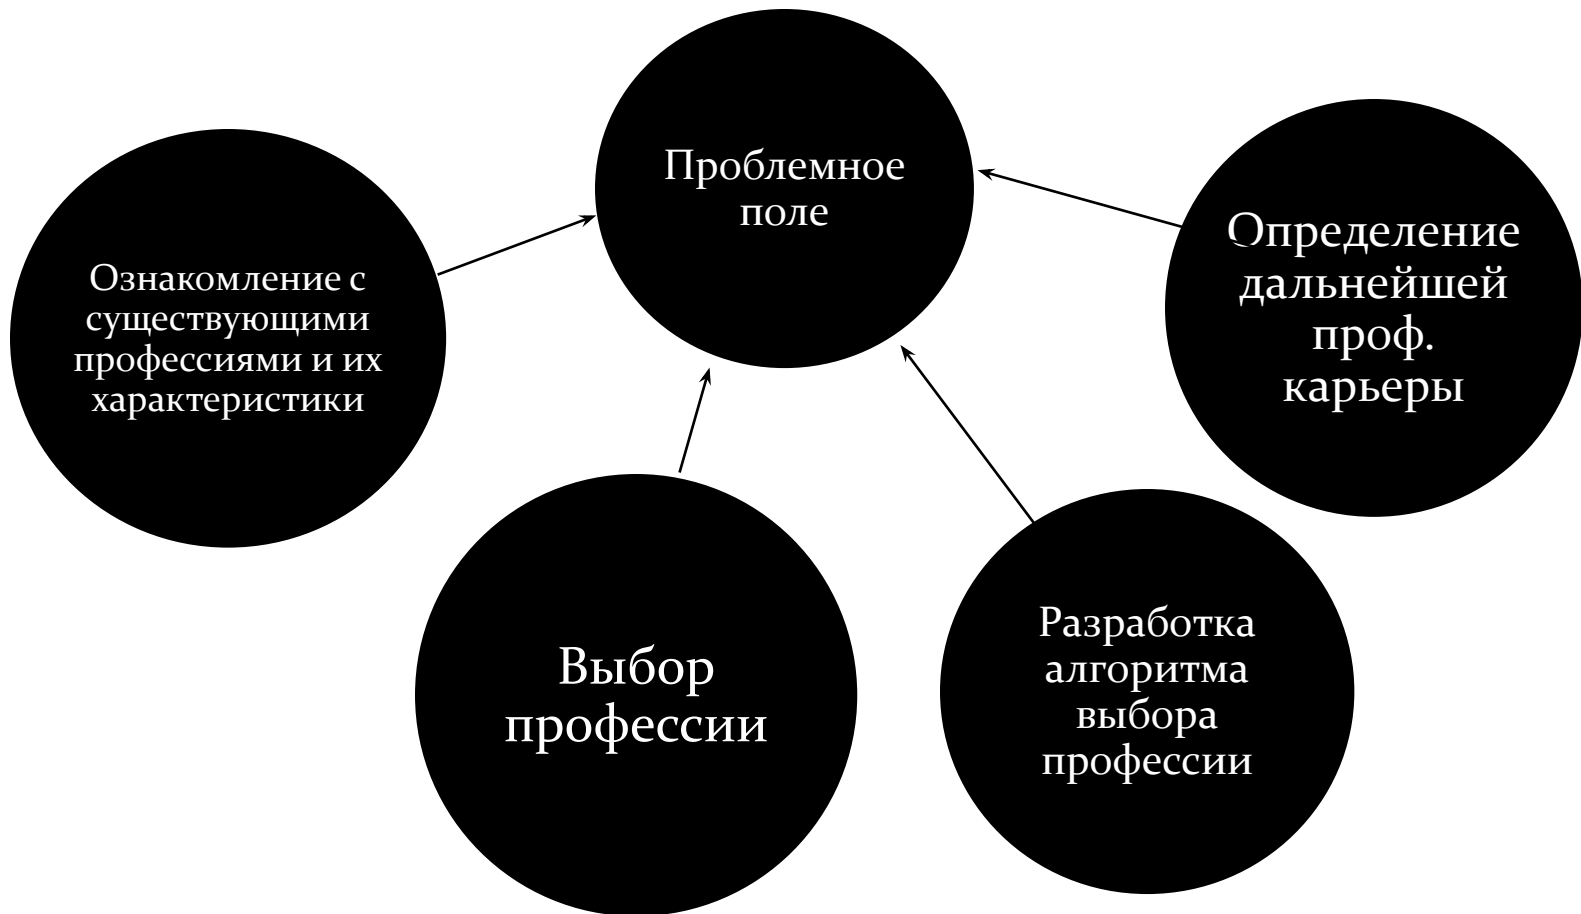 Проблемное
поле
Ознакомление с
существующими
профессиями и их
характеристики
Определение
дальнейшей
проф.
карьеры
Выбор
профессии
Разработка
алгоритма
выбора
профессии